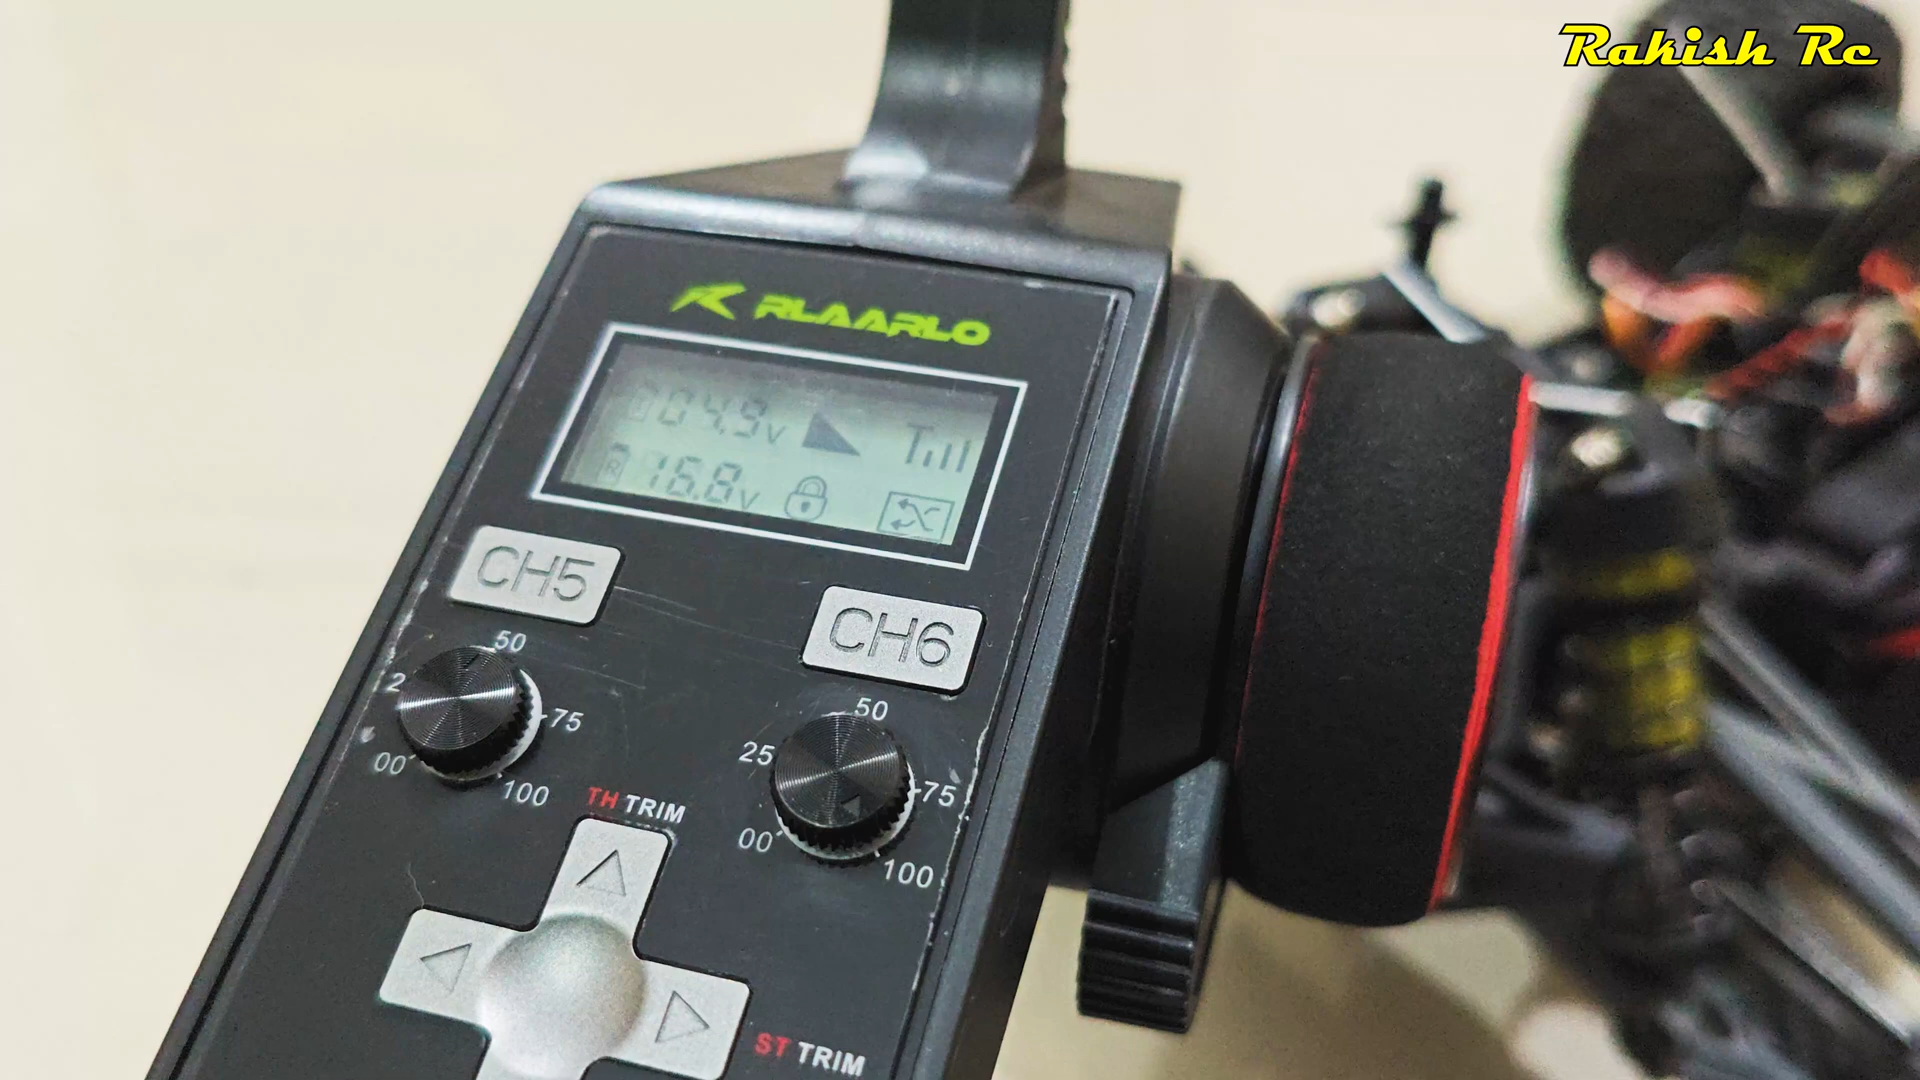 Rakish Rc
RLAARLO
04.9V
R 16.8V
CH5
CH6
50
2
75
00
100
50
25
75
00
100
TH TRIM
ST TRIM